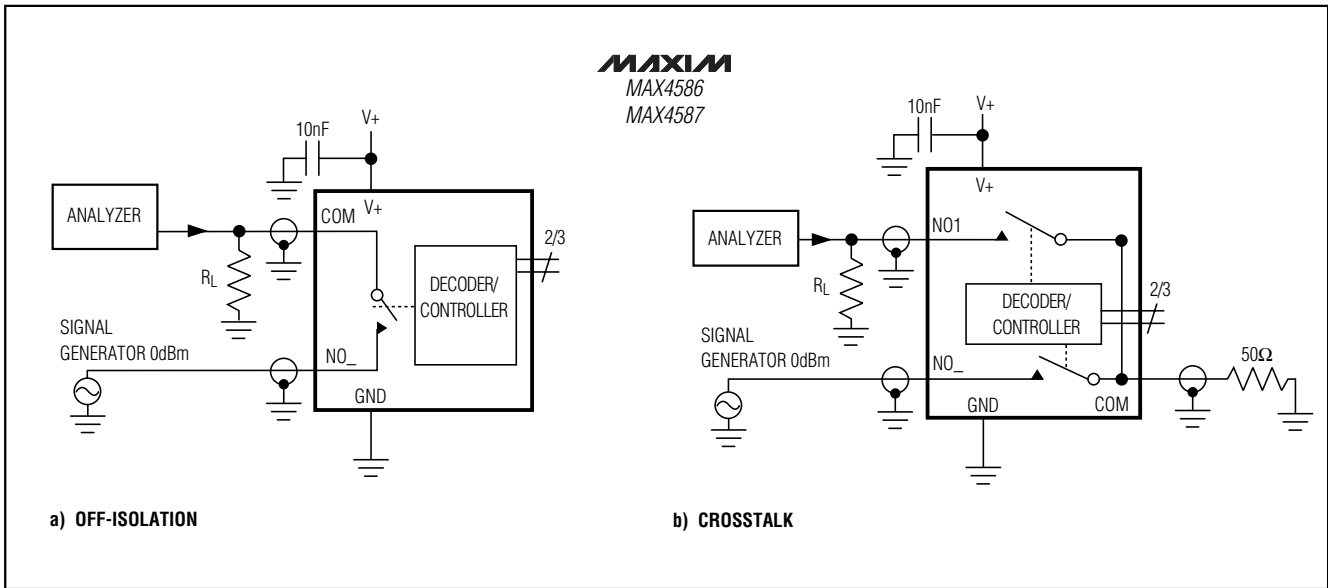 MAXIM
MAX4586
MAX4587
10nF
V+
V+
ANALYZER
COM
RL
DECODER/
CONTROLLER
2/3
SIGNAL
GENERATOR 0dBm
NO_
GND
a) OFF-ISOLATION
10nF
V+
V+
ANALYZER
NO1
RL
DECODER/
CONTROLLER
2/3
SIGNAL
GENERATOR 0dBm
NO_
50Ω
GND
COM
b) CROSSTALK